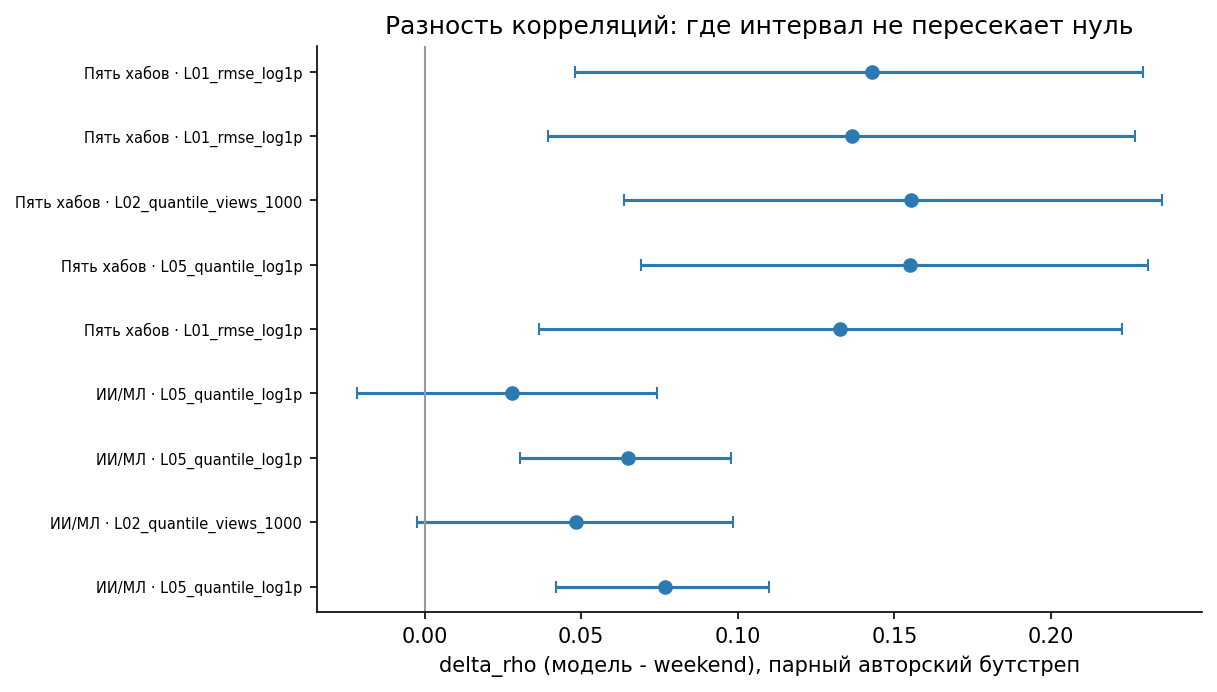 Разность корреляций: где интервал не пересекает нуль
Пять хабов · L01_rmse_log1p
Пять хабов · L01_rmse_log1p
Пять хабов · L02_quantile_views_1000
Пять хабов · L05_quantile_log1p
Пять хабов · L01_rmse_log1p
ИИ/МЛ · L05_quantile_log1p
ИИ/МЛ · L05_quantile_log1p
ИИ/МЛ · L02_quantile_views_1000
ИИ/МЛ · L05_quantile_log1p
0.00 0.05 0.10 0.15 0.20
delta_rho (модель - weekend), парный авторский бутстреп